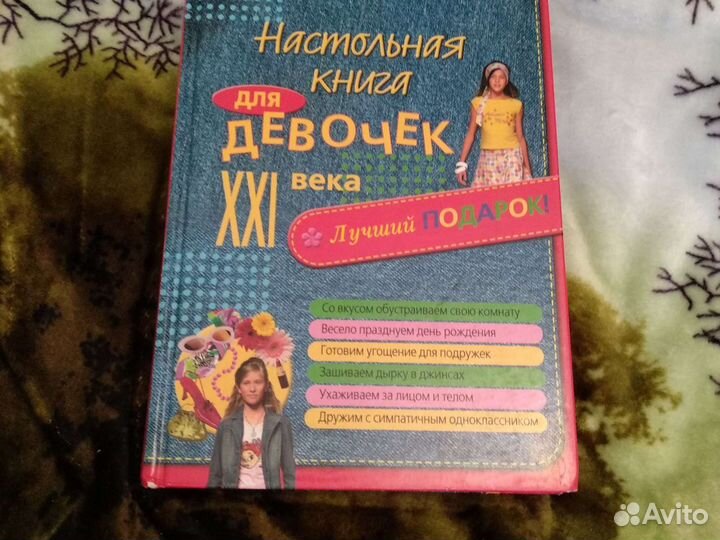 Настольная
книга
для
девочек
XXI века
Лучший ПОДАРОК!
Со вкусом обустраиваем свою комнату
Весело празднуем день рождения
Готовим угощение для подружек
Зашиваем дырку в джинсах
Ухаживаем за лицом и телом
Дружим с симпатичным одноклассником
Avito